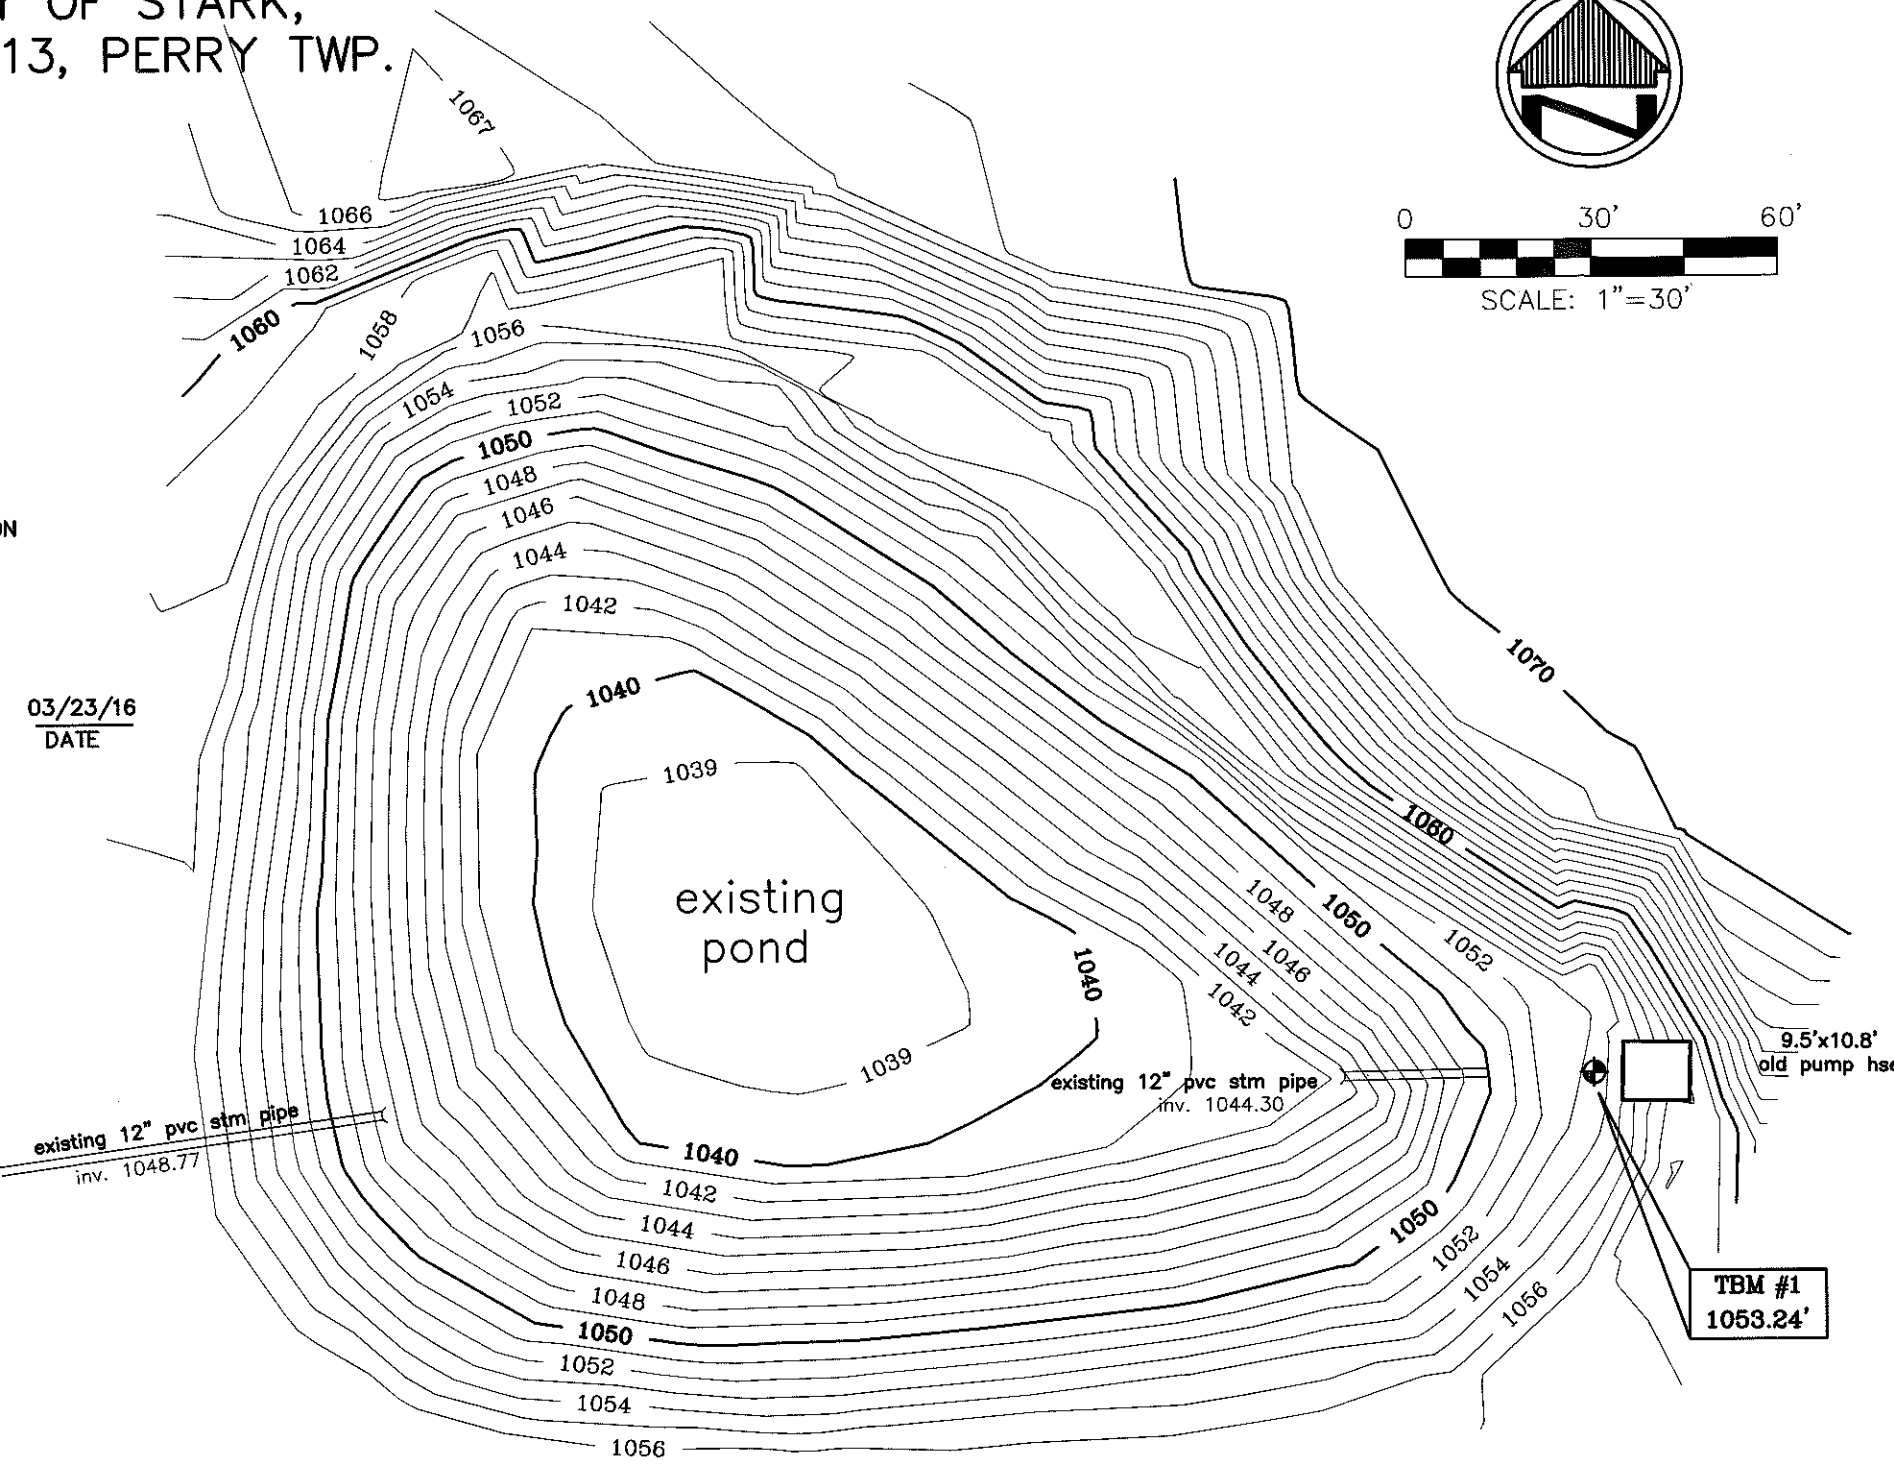 Y OF STARK,
13, PERRY TWP.
0 30' 60'
SCALE: 1"=30'
1067
1066
1064
1062
1060
1058
1056
1054
1052
1050
1048
1046
1044
1042
1040
1039
ON
03/23/16
DATE
1070
1060
existing
pond
1048
1050
1052
1046
1044
1042
1040
1039
existing 12" pvc stm pipe
inv. 1044.30
9.5'x10.8'
old pump hse
existing 12" pvc stm pipe
inv. 1048.77
1040
1042
1044
1046
1048
1050
1052
1054
1056
1050
1052
1054
1056
TBM #1
1053.24'